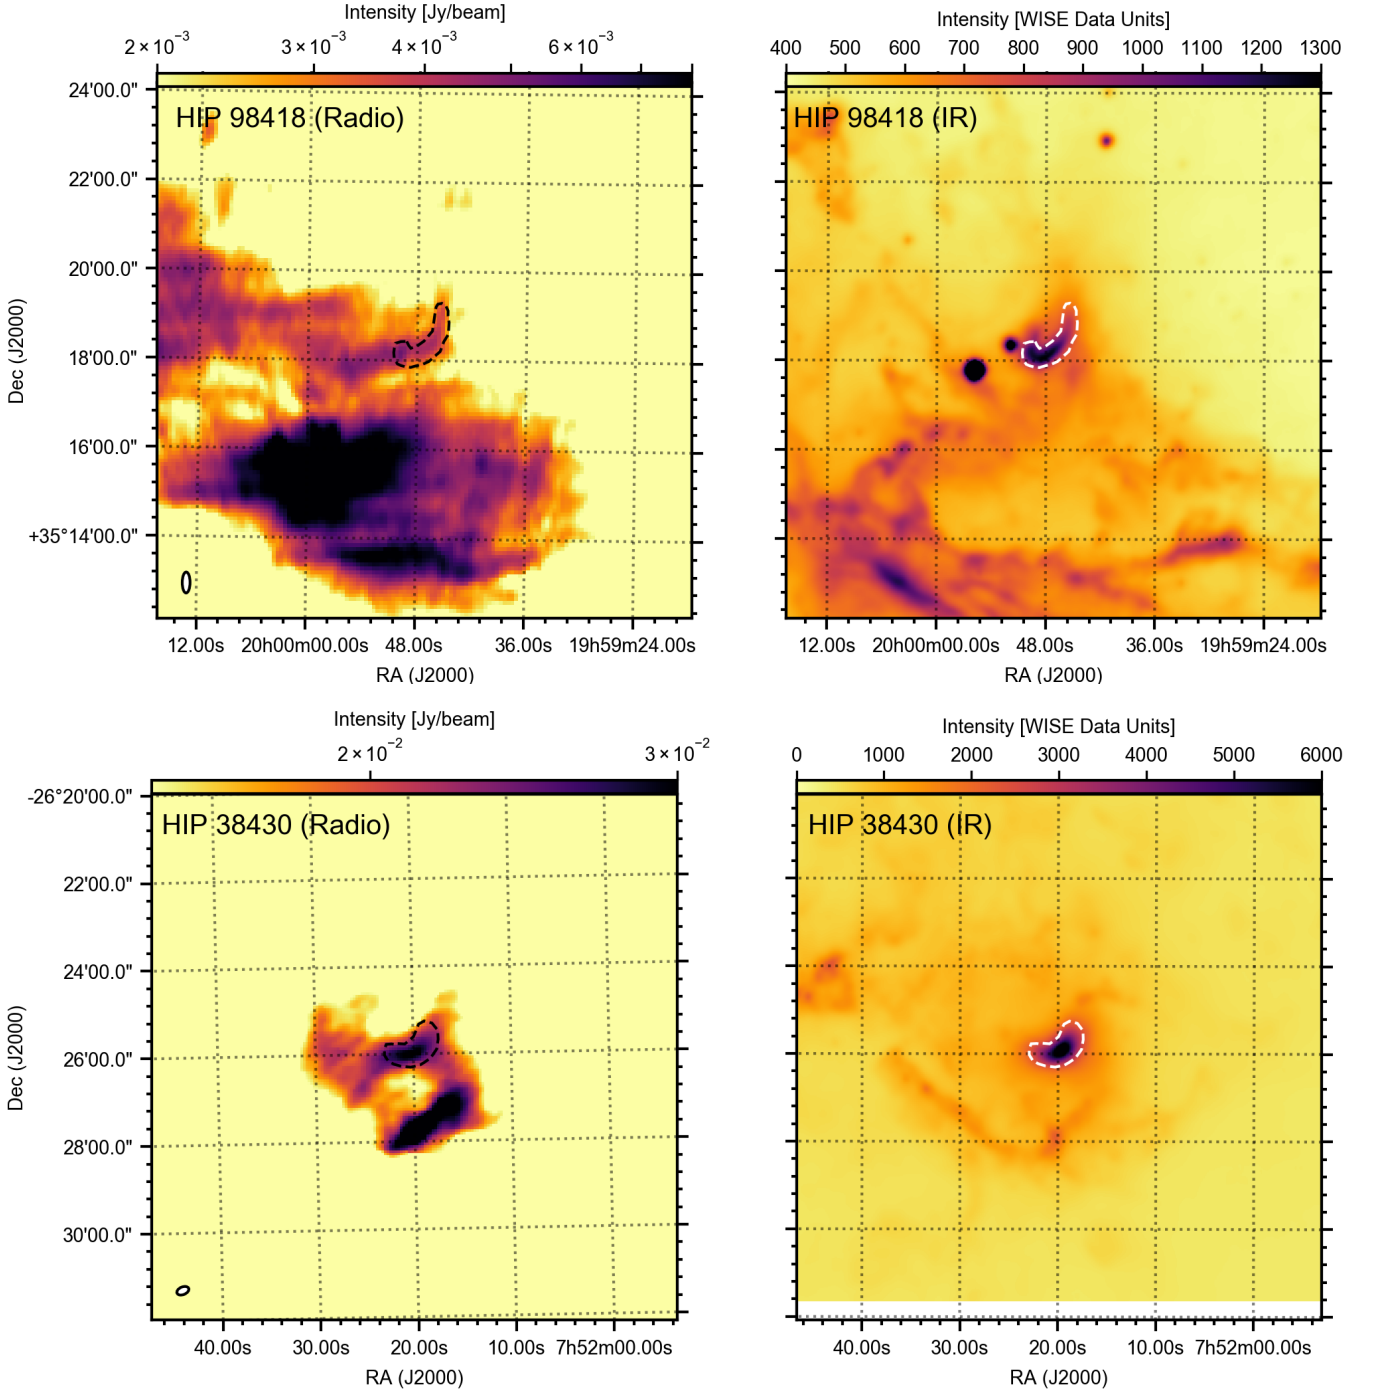 Intensity [Jy/beam]
2 × 10⁻³ 3 × 10⁻³ 4 × 10⁻³ 6 × 10⁻³
HIP 98418 (Radio)
24'00.0"
22'00.0"
20'00.0"
18'00.0"
16'00.0"
+35°14'00.0"
Dec (J2000)
12.00s 20h00m00.00s 48.00s 36.00s 19h59m24.00s
RA (J2000)
Intensity [WISE Data Units]
400 500 600 700 800 900 1000 1100 1200 1300
HIP 98418 (IR)
12.00s 20h00m00.00s 48.00s 36.00s 19h59m24.00s
RA (J2000)
Intensity [Jy/beam]
2 × 10⁻² 3 × 10⁻²
HIP 38430 (Radio)
-26°20'00.0"
22'00.0"
24'00.0"
26'00.0"
28'00.0"
30'00.0"
Dec (J2000)
40.00s 30.00s 20.00s 10.00s 7h52m00.00s
RA (J2000)
Intensity [WISE Data Units]
0 1000 2000 3000 4000 5000 6000
HIP 38430 (IR)
40.00s 30.00s 20.00s 10.00s 7h52m00.00s
RA (J2000)